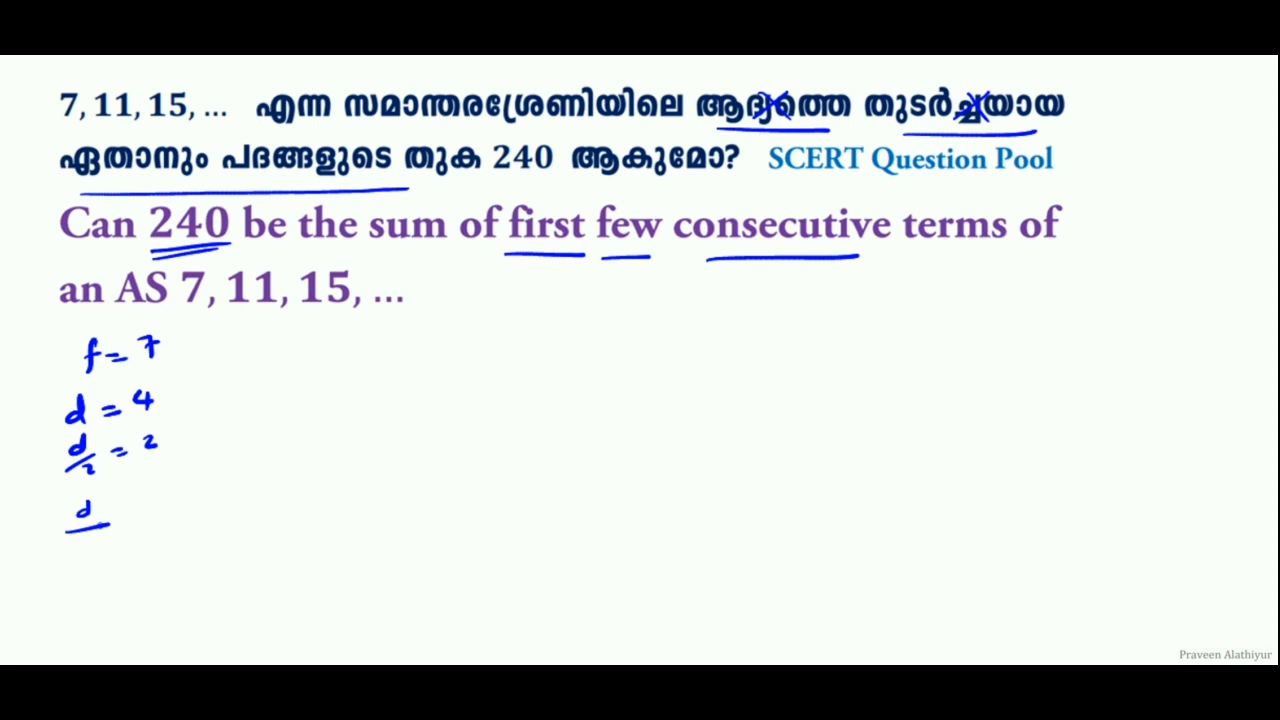 7, 11, 15, ... എന്ന സമാന്തരശ്രേണിയിലെ ആദ്യത്തെ തുടർച്ചയായ
ഏതാനും പദങ്ങളുടെ തുക 240 ആകുമോ? SCERT Question Pool
Can 240 be the sum of first few consecutive terms of
an AS 7, 11, 15, ...
f = 7
d = 4
d/2 = 2
d
Praveen Alathiyur